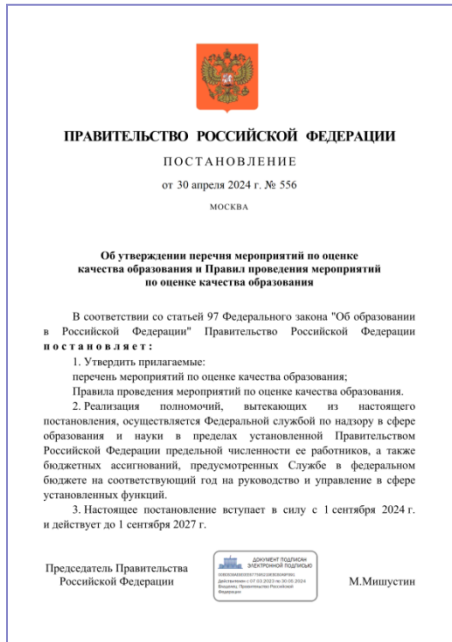 ПРАВИТЕЛЬСТВО РОССИЙСКОЙ ФЕДЕРАЦИИ
ПОСТАНОВЛЕНИЕ
от 30 апреля 2024 г. № 556
МОСКВА
Об утверждении перечня мероприятий по оценке
качества образования и Правил проведения мероприятий
по оценке качества образования
В соответствии со статьей 97 Федерального закона "Об образовании
в Российской Федерации" Правительство Российской Федерации
постановляет:
1. Утвердить прилагаемые:
перечень мероприятий по оценке качества образования;
Правила проведения мероприятий по оценке качества образования.
2. Реализация полномочий, вытекающих из настоящего
постановления, осуществляется Федеральной службой по надзору в сфере
образования и науки в пределах установленной Правительством
Российской Федерации предельной численности ее работников, а также
бюджетных ассигнований, предусмотренных Службе в федеральном
бюджете на соответствующий год на руководство и управление в сфере
установленных функций.
3. Настоящее постановление вступает в силу с 1 сентября 2024 г.
и действует до 1 сентября 2027 г.
Председатель Правительства
Российской Федерации
ДОКУМЕНТ ПОДПИСАН
ЭЛЕКТРОННОЙ ПОДПИСЬЮ
М.Мишустин